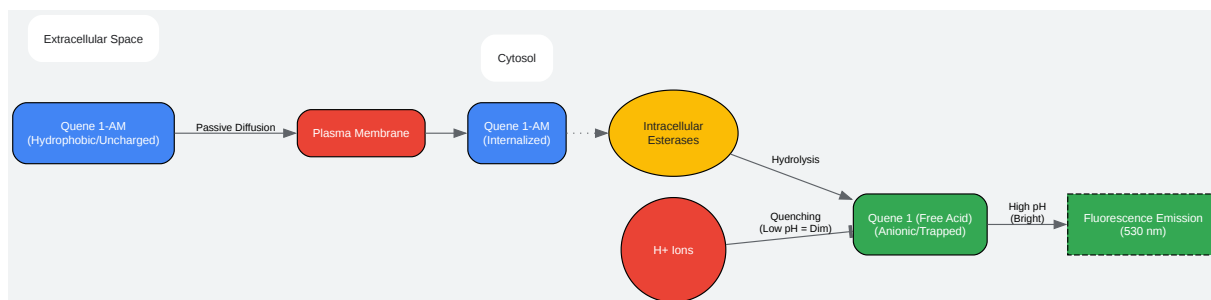 Extracellular Space
Cytosol
Quene 1-AM
(Hydrophobic/Uncharged)
Passive Diffusion
Plasma Membrane
Quene 1-AM
(Internalized)
Intracellular
Esterases
Hydrolysis
H+ Ions
Quenching
(Low pH = Dim)
Quene 1 (Free Acid)
(Anionic/Trapped)
High pH
(Bright)
Fluorescence Emission
(530 nm)